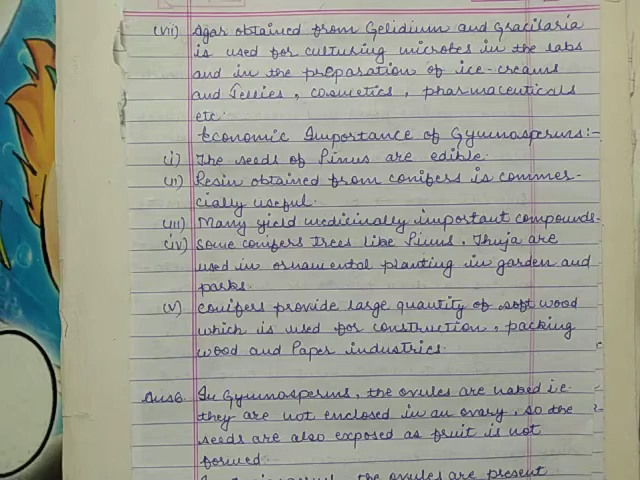 (vii) Agar obtained from Gelidium and Gracilaria
is used for culturing microbes in the labs
and in the preparation of ice-creams
and Jellies, cosmetics, pharmaceuticals
etc.
Economic Importance of Gymnosperms:-
(i) The seeds of Pinus are edible.
(ii) Resin obtained from conifers is commer-
cially useful.
(iii) Many yield medicinally important compounds.
(iv) Some conifers trees like Pinus, Thuja are
used in ornamental planting in garden and
parks.
(v) conifers provide large quantity of soft wood
which is used for construction, packing
wood and Paper industries.
Ans6. In Gymnosperms, the ovules are naked i.e.
they are not enclosed in an ovary, so the
seeds are also exposed as fruit is not
formed.
the ovules are present